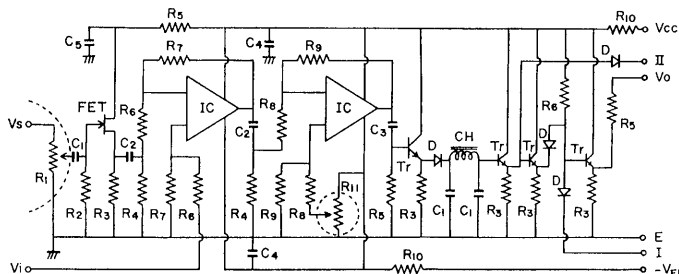 R5
R10
Vcc
C5
R7
C4
R9
D
II
Vo
FET
IC
IC
R6
Vs
C1
R6
C2
R8
C2
C3
CH
Tr
D
Tr
Tr
D
Tr
R5
D
R1
R2
R3
R4
R7
R6
R4
R9
R8
R11
R5
R3
C1
C1
R3
R3
R3
E
I
Vi
C4
R10